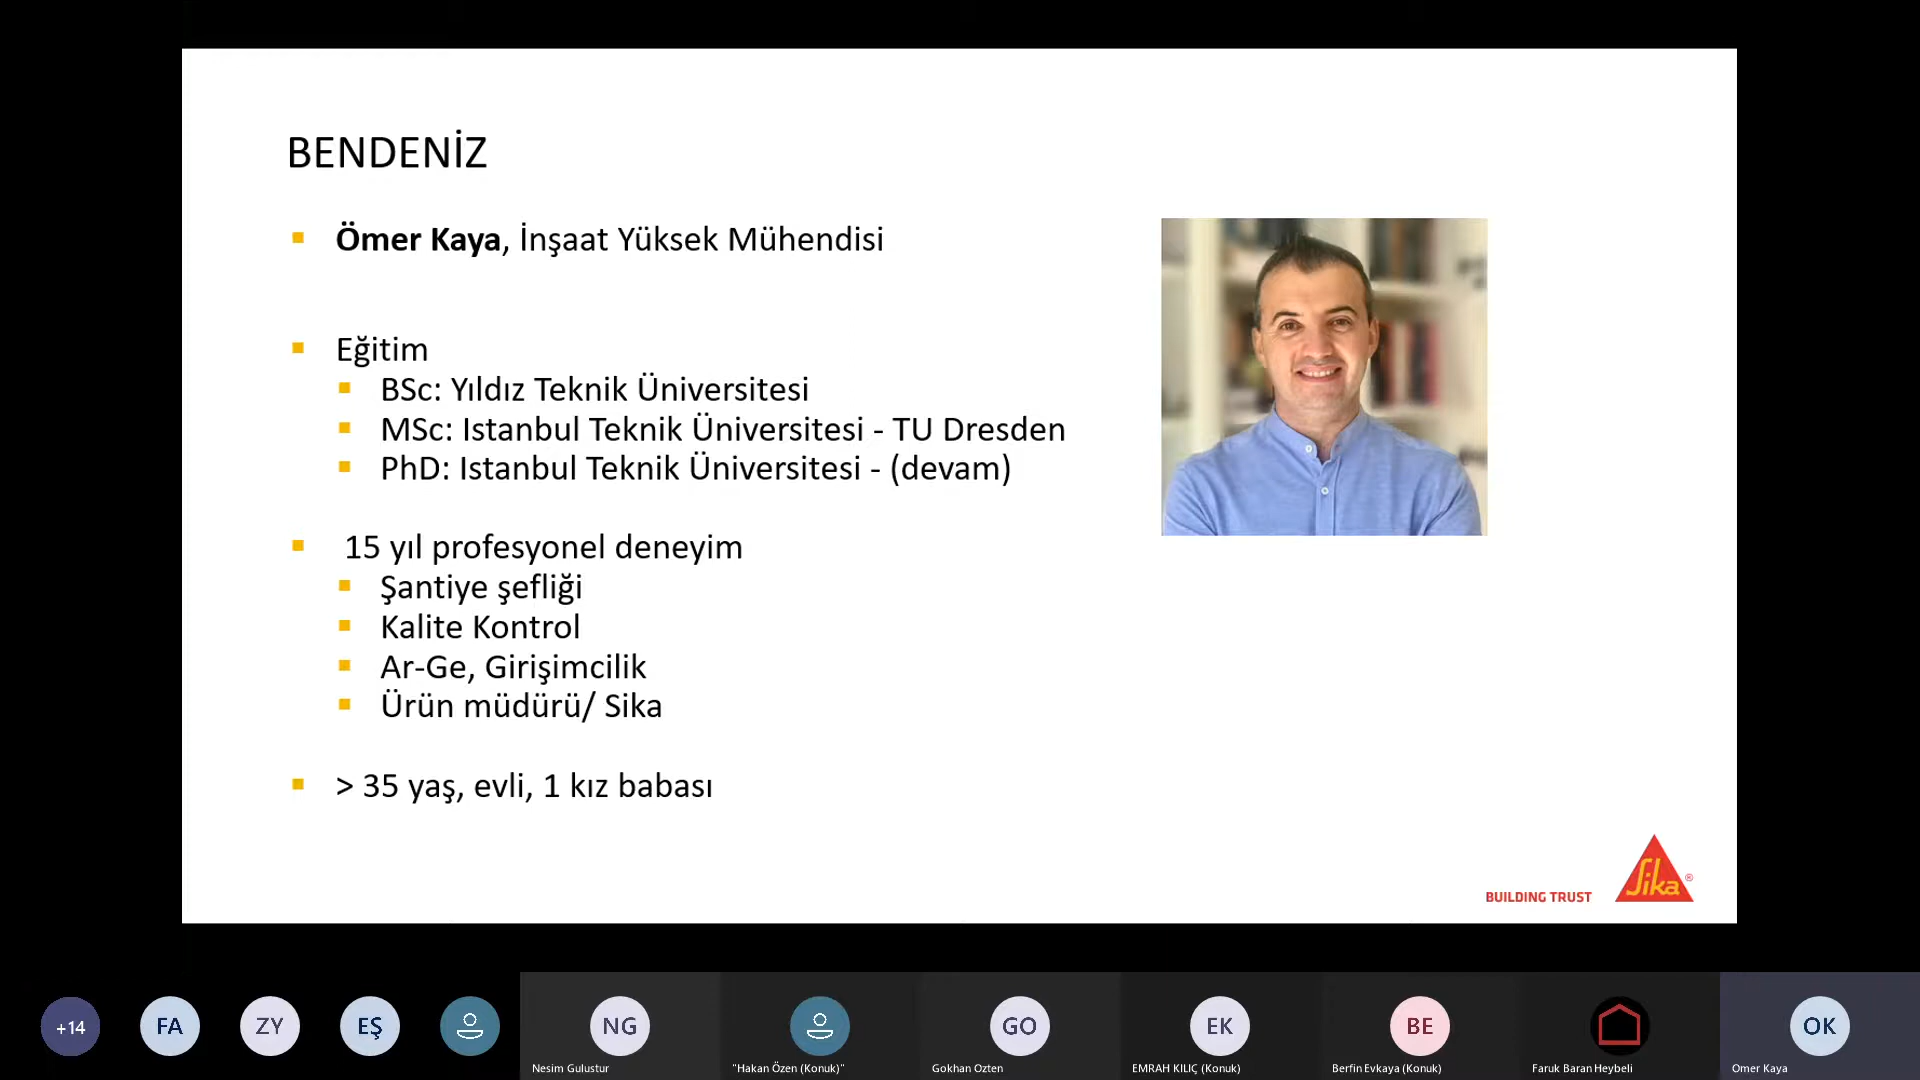 BENDENİZ
Ömer Kaya, İnşaat Yüksek Mühendisi
Eğitim
BSc: Yıldız Teknik Üniversitesi
MSc: Istanbul Teknik Üniversitesi - TU Dresden
PhD: Istanbul Teknik Üniversitesi - (devam)
15 yıl profesyonel deneyim
Şantiye şefliği
Kalite Kontrol
Ar-Ge, Girişimcilik
Ürün müdürü/ Sika
> 35 yaş, evli, 1 kız babası
BUILDING TRUST
Sika®
+14
FA
ZY
EŞ
NG
GO
EK
BE
OK
Nesim Gulustur
"Hakan Özen (Konuk)"
Gokhan Ozten
EMRAH KILIÇ (Konuk)
Berfin Evkaya (Konuk)
Faruk Baran Heybeli
Omer Kaya